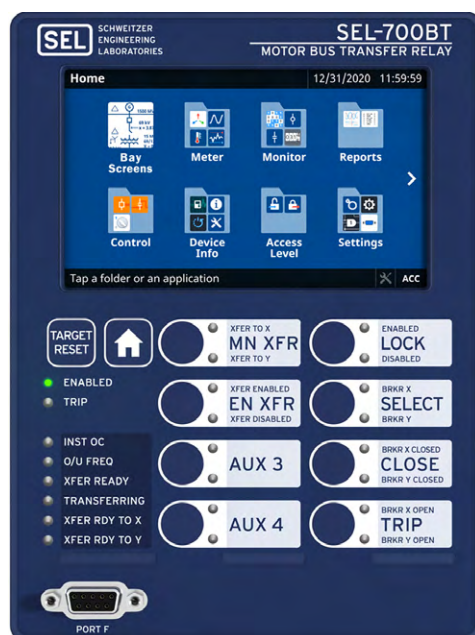 SEL
SCHWEITZER
ENGINEERING
LABORATORIES
SEL-700BT
MOTOR BUS TRANSFER RELAY
Home 12/31/2020 11:59:59
Bay
Screens
Meter
Monitor
Reports
Control
Device
Info
Access
Level
Settings
Tap a folder or an application ACC
TARGET
RESET
XFER TO X
MN XFR
XFER TO Y
ENABLED
LOCK
DISABLED
ENABLED
TRIP
XFER ENABLED
EN XFR
XFER DISABLED
BRKR X
SELECT
BRKR Y
INST OC
O/U FREQ
XFER READY
TRANSFERRING
XFER RDY TO X
XFER RDY TO Y
AUX 3
BRKR X CLOSED
CLOSE
BRKR Y CLOSED
AUX 4
BRKR X OPEN
TRIP
BRKR Y OPEN
PORT F